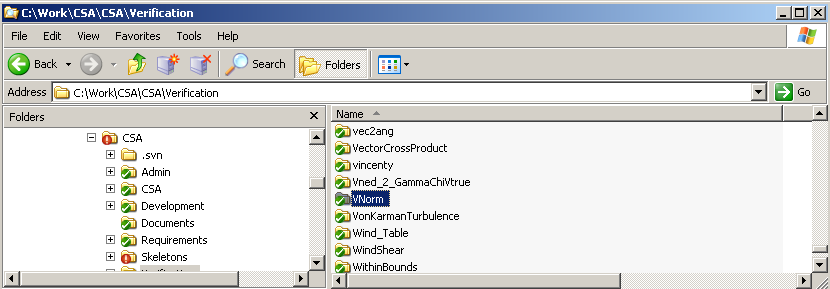 C:\Work\CSA\CSA\Verification
File Edit View Favorites Tools Help
Back Search Folders
Address C:\Work\CSA\CSA\Verification Go
Folders
CSA
.svn
Admin
CSA
Development
Documents
Requirements
Skeletons
Name
vec2ang
VectorCrossProduct
vincenty
Vned_2_GammaChiVtrue
VNorm
VonKarmanTurbulence
Wind_Table
WindShear
WithinBounds